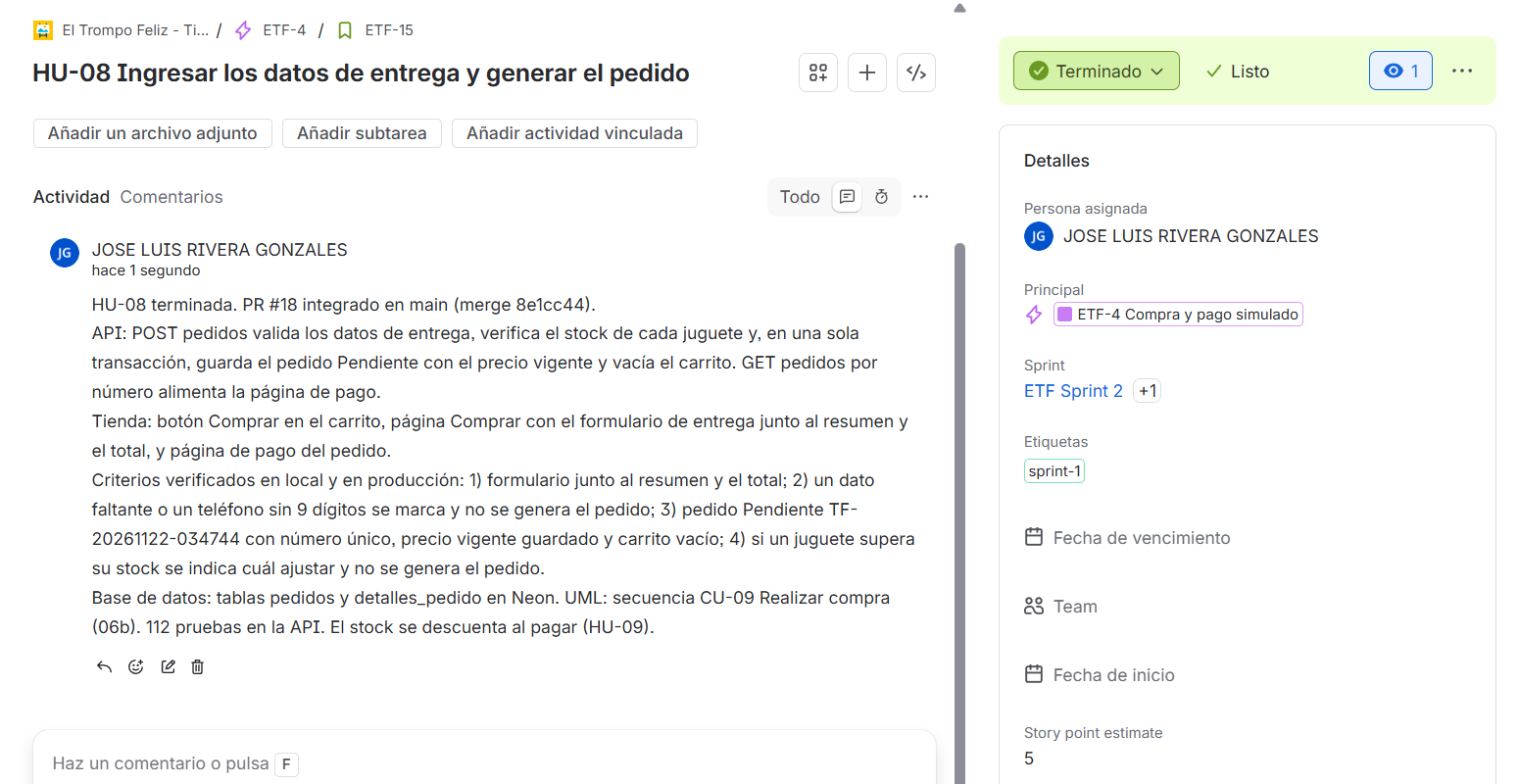 El Trompo Feliz - Ti... / ETF-4 / ETF-15
HU-08 Ingresar los datos de entrega y generar el pedido
Añadir un archivo adjunto
Añadir subtarea
Añadir actividad vinculada
Actividad Comentarios
Todo
JG
JOSE LUIS RIVERA GONZALES
hace 1 segundo
HU-08 terminada. PR #18 integrado en main (merge 8e1cc44).
API: POST pedidos valida los datos de entrega, verifica el stock de cada juguete y, en una sola
transacción, guarda el pedido Pendiente con el precio vigente y vacía el carrito. GET pedidos por
número alimenta la página de pago.
Tienda: botón Comprar en el carrito, página Comprar con el formulario de entrega junto al resumen y
el total, y página de pago del pedido.
Criterios verificados en local y en producción: 1) formulario junto al resumen y el total; 2) un dato
faltante o un teléfono sin 9 dígitos se marca y no se genera el pedido; 3) pedido Pendiente TF-
20261122-034744 con número único, precio vigente guardado y carrito vacío; 4) si un juguete supera
su stock se indica cuál ajustar y no se genera el pedido.
Base de datos: tablas pedidos y detalles_pedido en Neon. UML: secuencia CU-09 Realizar compra
(06b). 112 pruebas en la API. El stock se descuenta al pagar (HU-09).
Haz un comentario o pulsa F
Terminado
Listo
1
Detalles
Persona asignada
JG JOSE LUIS RIVERA GONZALES
Principal
ETF-4 Compra y pago simulado
Sprint
ETF Sprint 2 +1
Etiquetas
sprint-1
Fecha de vencimiento
Team
Fecha de inicio
Story point estimate
5